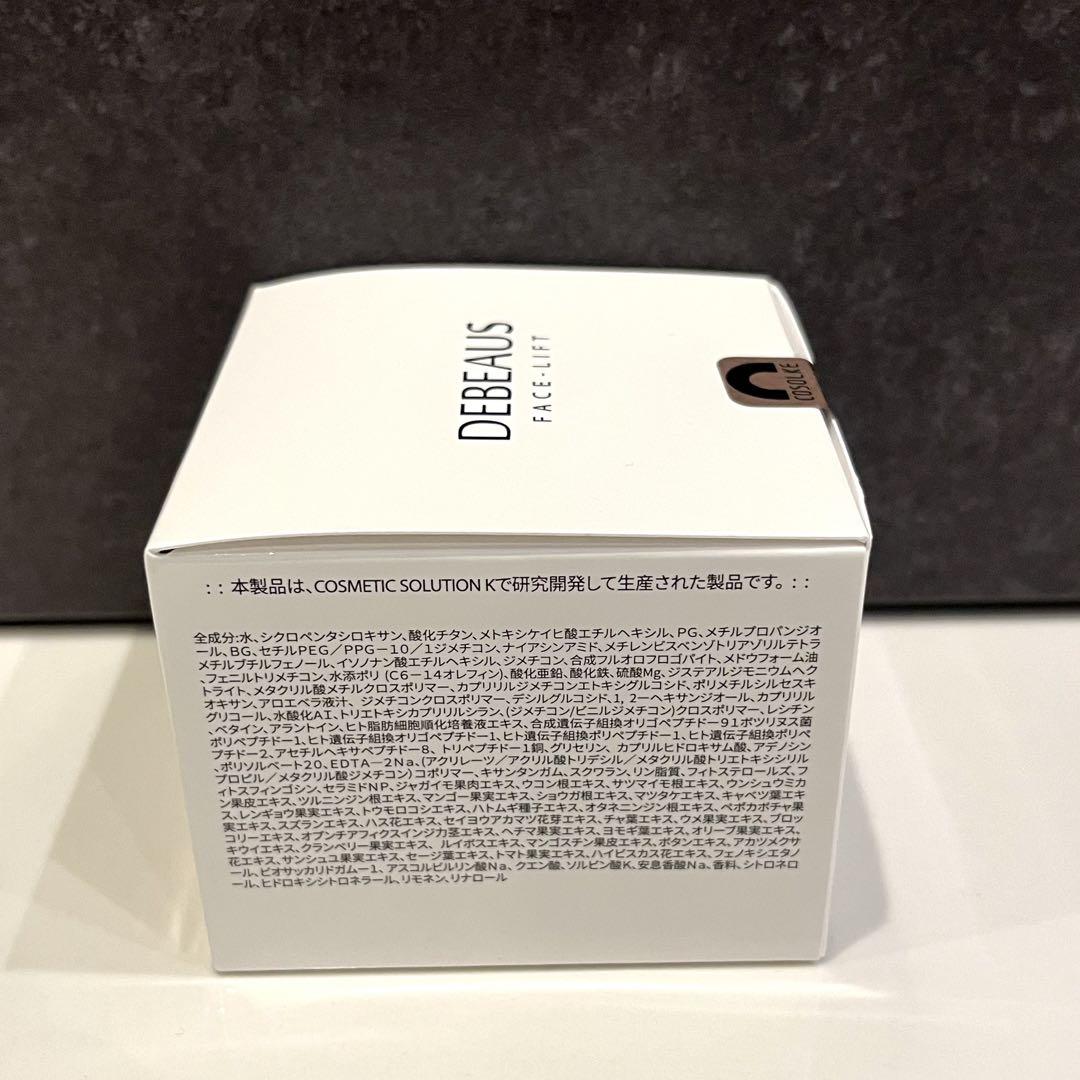 DEBEAUS
FACE-LIFT
COSOLKE
: : 本製品は、COSMETIC SOLUTION Kで研究開発して生産された製品です。: :
全成分:水、シクロペンタシロキサン、酸化チタン、メトキシケイヒ酸エチルヘキシル、PG、メチルプロパンジオ
ール、BG、セチルPEG／PPG－10／1ジメチコン、ナイアシンアミド、メチレンビスベンゾトリアゾリルテトラ
メチルブチルフェノール、イソノナン酸エチルヘキシル、ジメチコン、合成フルオロフロゴパイト、メドウフォーム油
、フェニルトリメチコン、水添ポリ (C6－14オレフィン)、酸化亜鉛、酸化鉄、硫酸Mg、ジステアルジモニウムヘクト
ライト、メタクリル酸メチルクロスポリマー、カプリリルジメチコンエトキシグルコシド、ポリメチルシルセスキ
オキサン、アロエベラ液汁、ジメチコンクロスポリマー、デシルグルコシド、1, 2－ヘキサンジオール、カプリリル
グリコール、水酸化AI、トリエトキシカプリリルシラン、(ジメチコン/ビニルジメチコン)クロスポリマー、レシチン
、ベタイン、アラントイン、ヒト脂肪細胞順化培養液エキス、合成遺伝子組換オリゴペプチドー91ボツリヌス菌
ポリペプチドー1、ヒト遺伝子組換オリゴペプチドー1、ヒト遺伝子組換ポリペプチドー1、ヒト遺伝子組換ポリペ
プチドー2、アセチルヘキサペプチドー8、トリペプチドー1銅、グリセリン、カプリルヒドロキサム酸、アデノシン
、ポリソルベート20、EDTA－2Na、(アクリレーツ／アクリル酸トリデシル／メタクリル酸トリエトキシシリル
プロピル／メタクリル酸ジメチコン) コポリマー、キサンタンガム、スクワラン、リン脂質、フィトステロールズ、フ
ィトスフィンゴシン、セラミドNP、ジャガイモ果肉エキス、ウコン根エキス、サツマイモ根エキス、ウンシュウミカ
ン果皮エキス、ツルニンジン根エキス、マンゴー果実エキス、ショウガ根エキス、マツタケエキス、キャベツ葉エキ
ス、レンギョウ果実エキス、トウモロコシエキス、ハトムギ種子エキス、オタネニンジン根エキス、ペポカボチャ果
実エキス、スズランエキス、ハス花エキス、セイヨウアカマツ花芽エキス、チャ葉エキス、ウメ果実エキス、ブロッ
コリーエキス、オプンチアフィクスインジカ茎エキス、ヘチマ果実エキス、ヨモギ葉エキス、オリーブ果実エキス、
キウイエキス、クランベリー果実エキス、ルイボスエキス、マンゴスチン果皮エキス、ボタンエキス、アカツメクサ
花エキス、サンシュユ果実エキス、セージ葉エキス、トマト果実エキス、ハイビスカス花エキス、フェノキシエタノ
ール、ビオサッカリドガムー1、アスコルビルリン酸Na、クエン酸、ソルビン酸K、安息香酸Na、香料、シトロネロ
ール、ヒドロキシシトロネラール、リモネン、リナロール